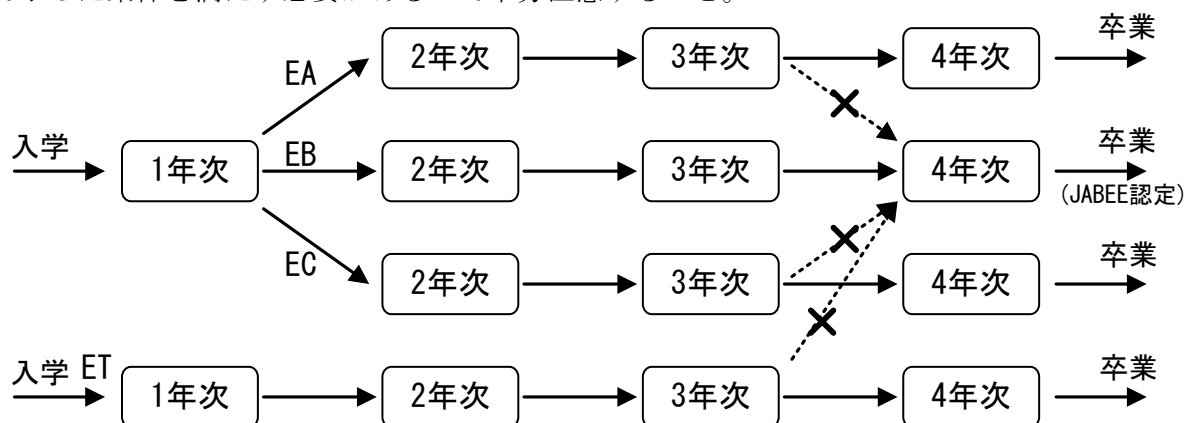 卒業
EA 2年次 3年次 4年次
入学 卒業
1年次 EB 2年次 3年次 4年次
(JABEE認定)
卒業
EC 2年次 3年次 4年次
入学 ET 卒業
1年次 2年次 3年次 4年次